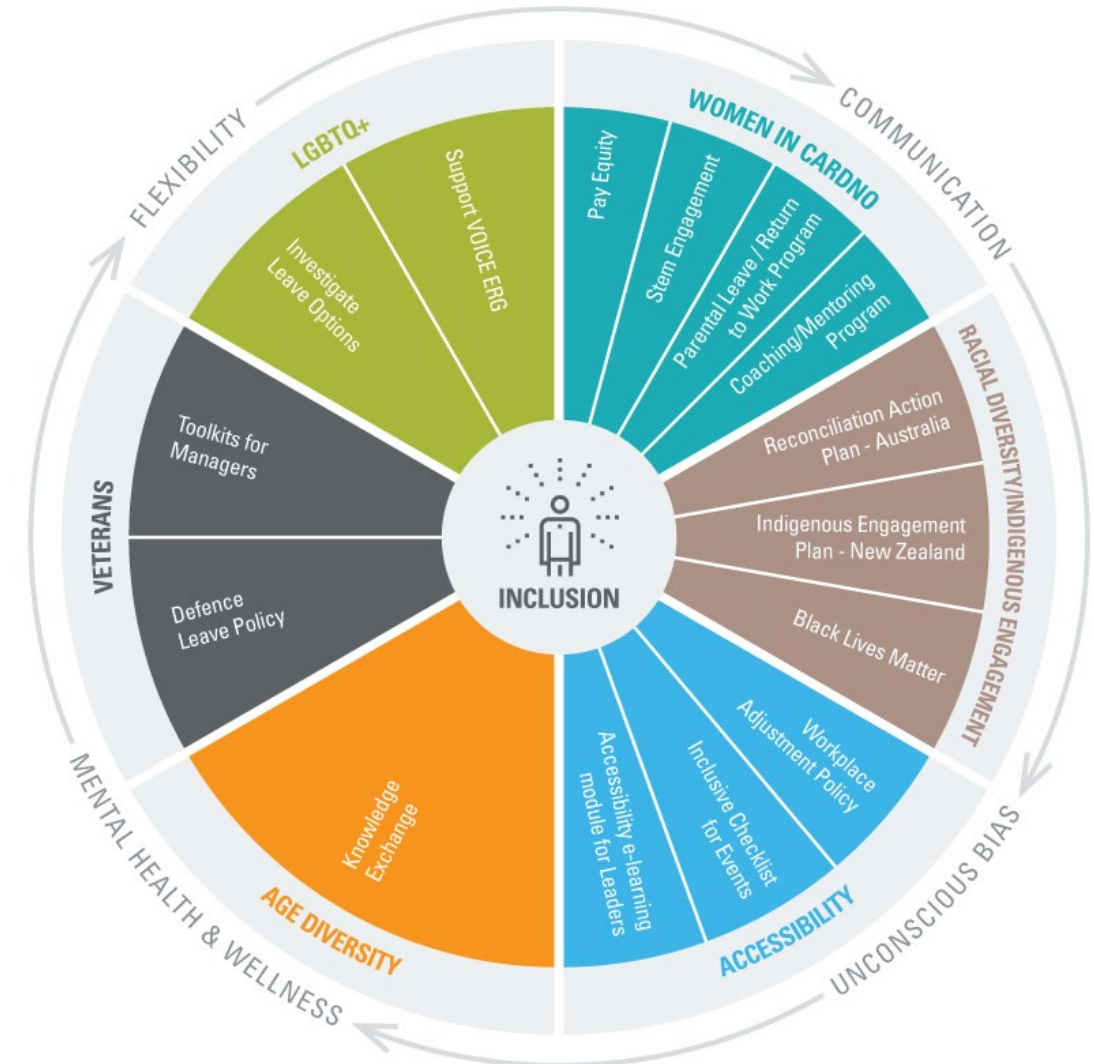 FLEXIBILITY
COMMUNICATION
UNCONSCIOUS BIAS
MENTAL HEALTH & WELLNESS
LGBTQ+
Investigate
Leave Options
Support VOICE ERG
WOMEN IN CARDNO
Pay Equity
Stem Engagement
Parental Leave / Return
to Work Program
Coaching/Mentoring
Program
RACIAL DIVERSITY/INDIGENOUS ENGAGEMENT
Reconciliation Action
Plan - Australia
Indigenous Engagement
Plan - New Zealand
Black Lives Matter
ACCESSIBILITY
Workplace
Adjustment Policy
Inclusive Checklist
for Events
Accessibility e-learning
module for Leaders
AGE DIVERSITY
Knowledge
Exchange
VETERANS
Defence
Leave Policy
Toolkits for
Managers
INCLUSION